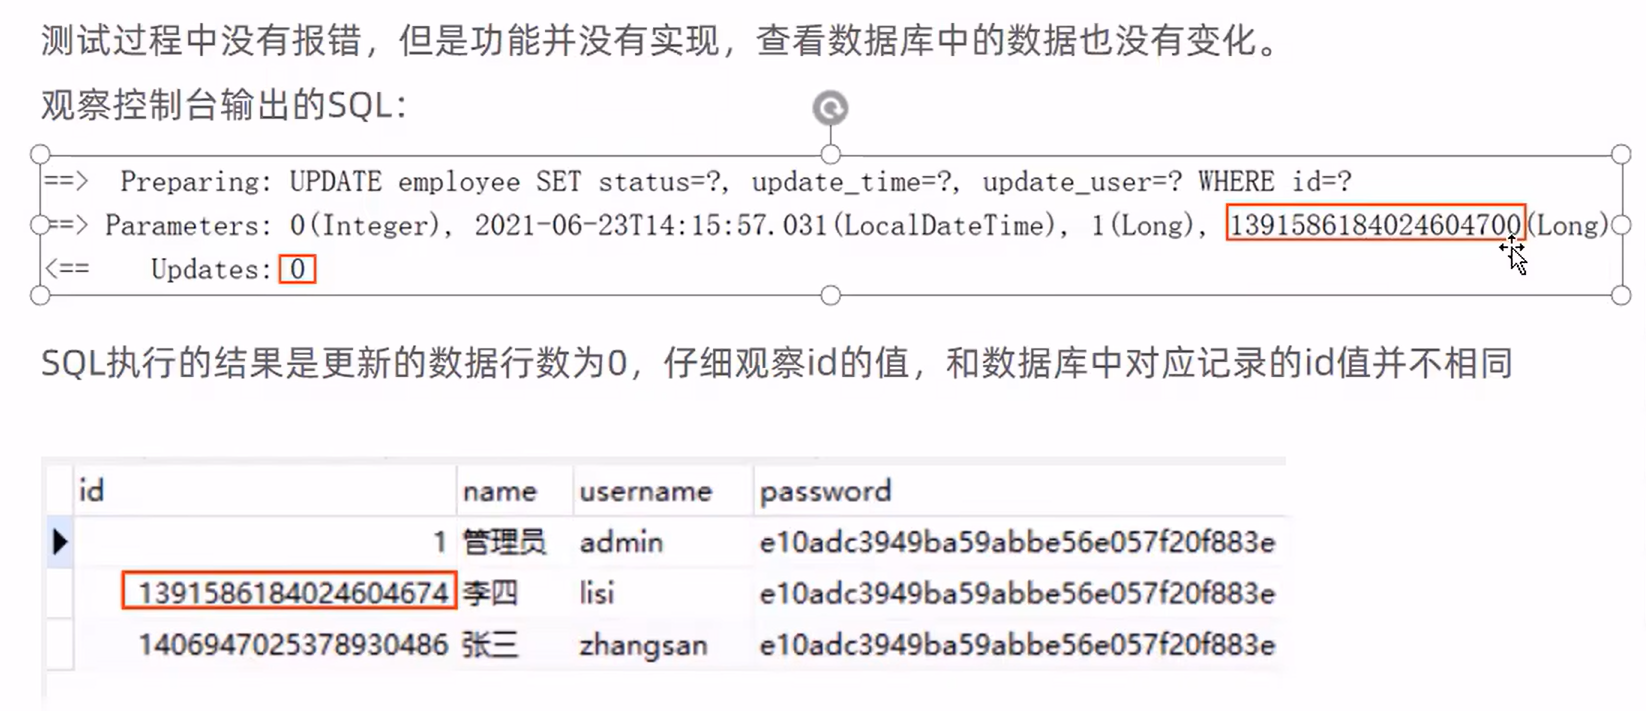 测试过程中没有报错，但是功能并没有实现，查看数据库中的数据也没有变化。
观察控制台输出的SQL：
==>  Preparing: UPDATE employee SET status=?, update_time=?, update_user=? WHERE id=?
==> Parameters: 0(Integer), 2021-06-23T14:15:57.031(LocalDateTime), 1(Long), 1391586184024604700(Long)
<==    Updates: 0
SQL执行的结果是更新的数据行数为0，仔细观察id的值，和数据库中对应记录的id值并不相同
id name username password
1 管理员 admin e10adc3949ba59abbe56e057f20f883e
1391586184024604674 李四 lisi e10adc3949ba59abbe56e057f20f883e
1406947025378930486 张三 zhangsan e10adc3949ba59abbe56e057f20f883e